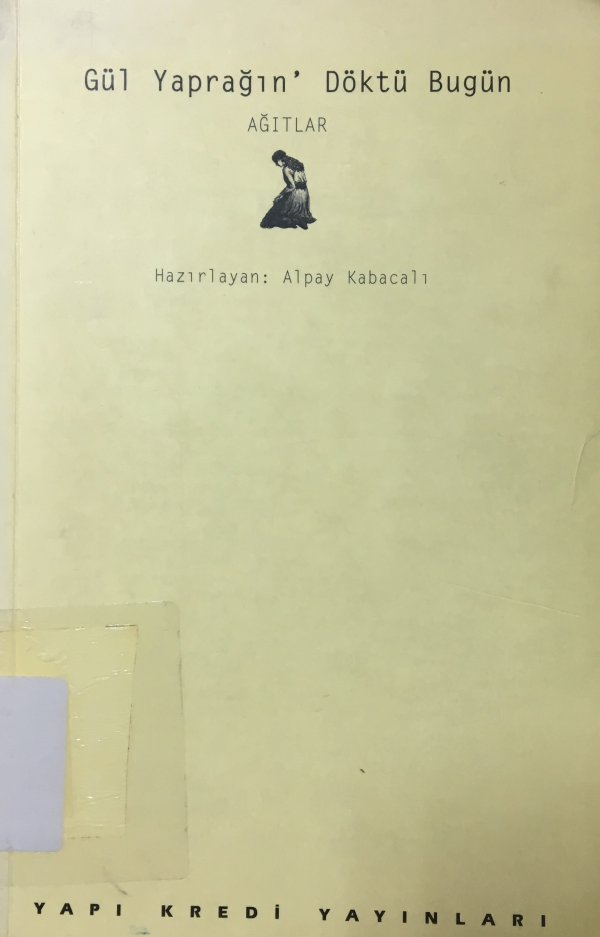 Gül Yaprağın' Döktü Bugün
AĞITLAR
Hazırlayan: Alpay Kabacalı
YAPI KREDİ YAYINLARI